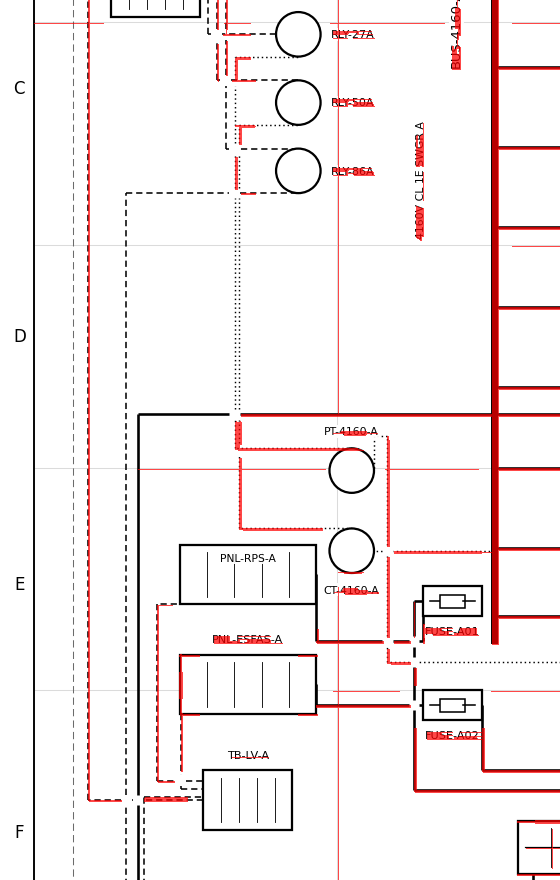 BUS-4160-
RLY-27A
C
RLY-50A
4160V CL 1E SWGR A
RLY-86A
D
PT-4160-A
PNL-RPS-A
E
CT-4160-A
FUSE-A01
PNL-ESFAS-A
FUSE-A02
TB-LV-A
F